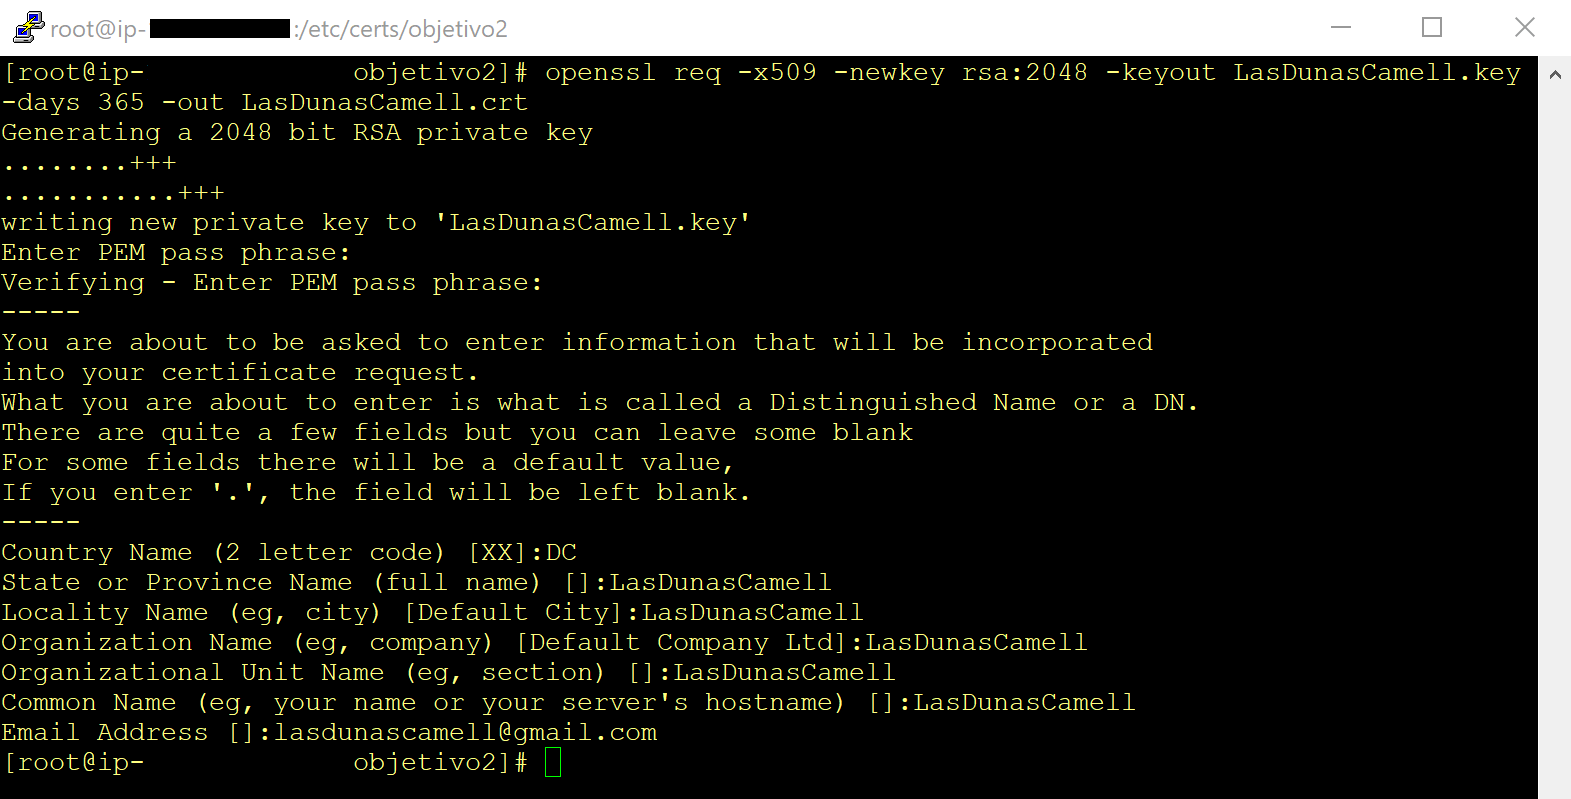 root@ip- :/etc/certs/objetivo2
[root@ip- objetivo2]# openssl req -x509 -newkey rsa:2048 -keyout LasDunasCamell.key
-days 365 -out LasDunasCamell.crt
Generating a 2048 bit RSA private key
........+++
...........+++
writing new private key to 'LasDunasCamell.key'
Enter PEM pass phrase:
Verifying - Enter PEM pass phrase:
-----
You are about to be asked to enter information that will be incorporated
into your certificate request.
What you are about to enter is what is called a Distinguished Name or a DN.
There are quite a few fields but you can leave some blank
For some fields there will be a default value,
If you enter '.', the field will be left blank.
-----
Country Name (2 letter code) [XX]:DC
State or Province Name (full name) []:LasDunasCamell
Locality Name (eg, city) [Default City]:LasDunasCamell
Organization Name (eg, company) [Default Company Ltd]:LasDunasCamell
Organizational Unit Name (eg, section) []:LasDunasCamell
Common Name (eg, your name or your server's hostname) []:LasDunasCamell
Email Address []:lasdunascamell@gmail.com
[root@ip- objetivo2]#